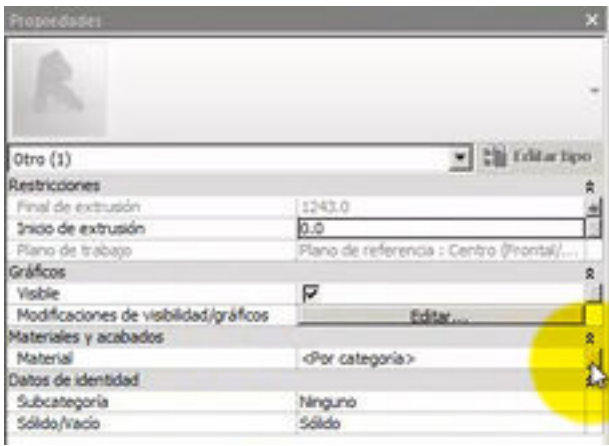 Propiedades
Otro (1)
Editar tipo
Restricciones
Final de extrusión 1243.0
Inicio de extrusión 0.0
Plano de trabajo Plano de referencia : Centro (Frontal/...
Gráficos
Visible
Modificaciones de visibilidad/gráficos Editar...
Materiales y acabados
Material <Por categoría>
Datos de identidad
Subcategoría Ninguno
Sólido/Vacío Sólido